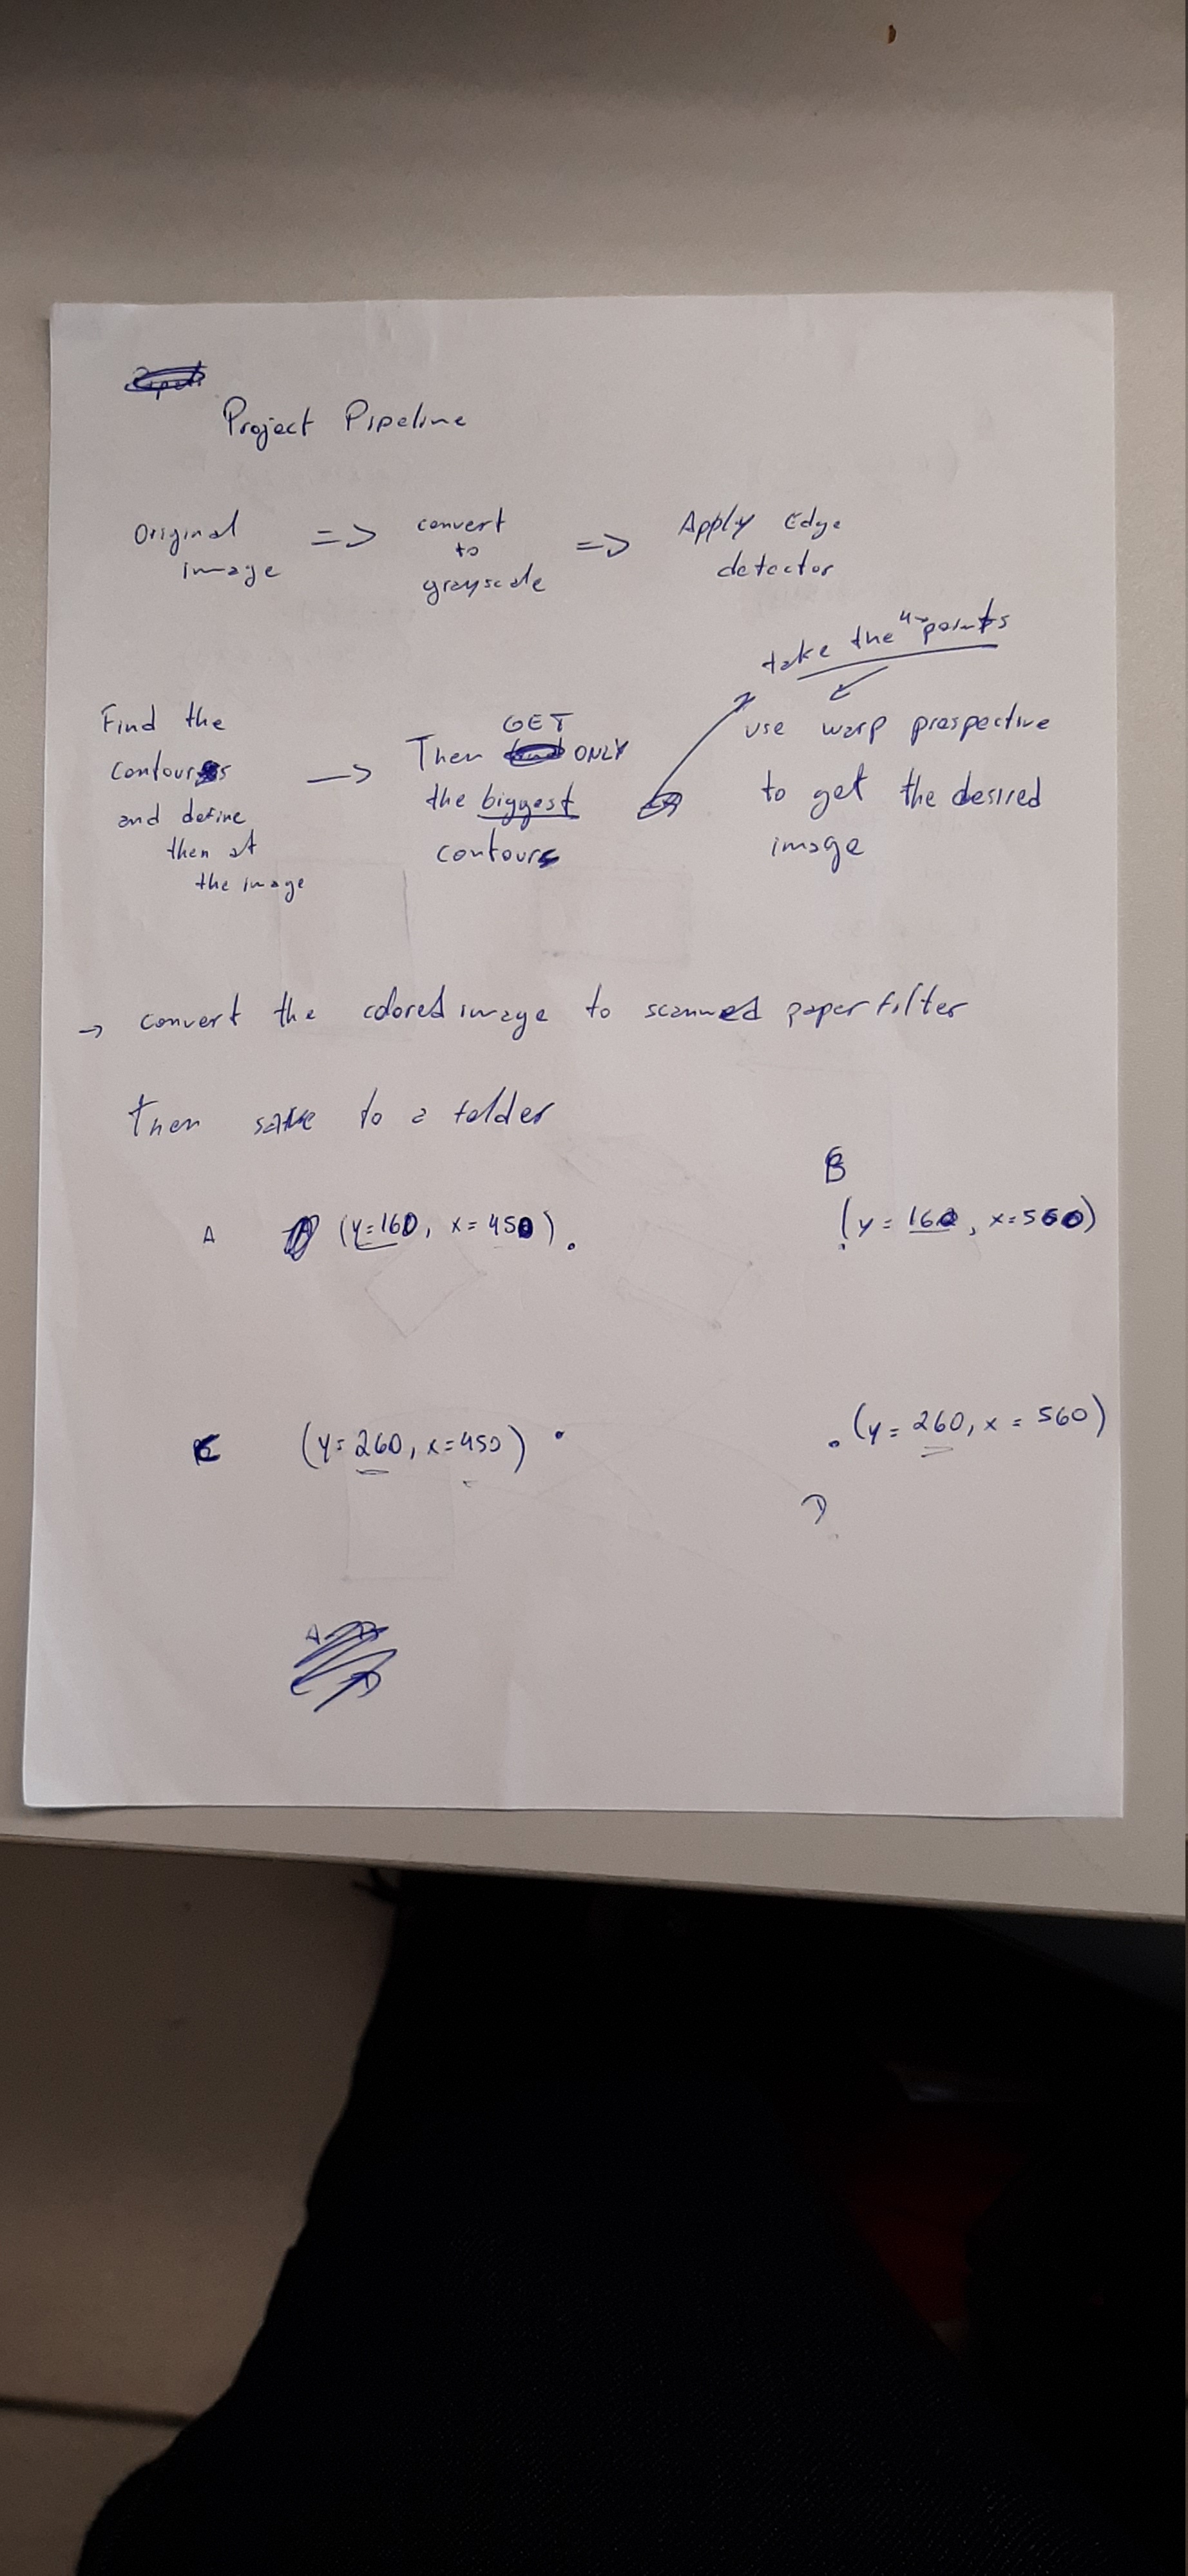 Project Pipeline
Original image => convert to grayscale => Apply Edge detector
take the 4 points
Find the contours and define then at the image -> Then GET ONLY the biggest contours
use warp prospective to get the desired image
-> convert the colored image to scanned paper filter
then save to a folder
B
A (y=160, x=450) . (y=160, x=560)
C (y=260, x=450) . (y=260, x=560)
D